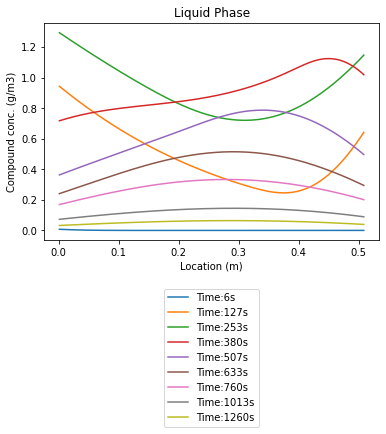 Liquid Phase
Compound conc. (g/m3)
1.2
1.0
0.8
0.6
0.4
0.2
0.0
0.0 0.1 0.2 0.3 0.4 0.5
Location (m)
Time:6s
Time:127s
Time:253s
Time:380s
Time:507s
Time:633s
Time:760s
Time:1013s
Time:1260s